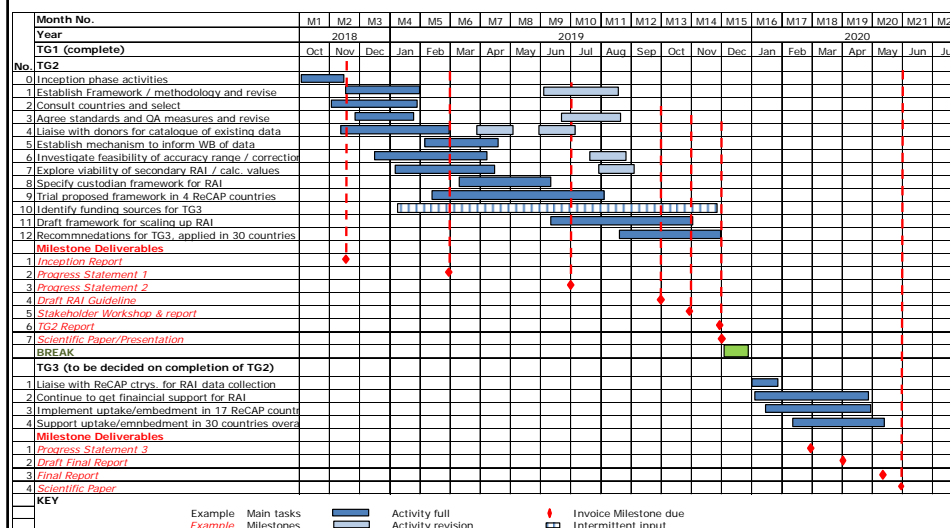 Month No. M1 M2 M3 M4 M5 M6 M7 M8 M9 M10 M11 M12 M13 M14 M15 M16 M17 M18 M19 M20 M21
Year 2018 2019 2020
TG1 (complete) Oct Nov Dec Jan Feb Mar Apr May Jun Jul Aug Sep Oct Nov Dec Jan Feb Mar Apr May Jun
No. TG2
0 Inception phase activities
1 Establish Framework / methodology and revise
2 Consult countries and select
3 Agree standards and QA measures and revise
4 Liaise with donors for catalogue of existing data
5 Establish mechanism to inform WB of data
6 Investigate feasibility of accuracy range / correction
7 Explore viability of secondary RAI / calc. values
8 Specify custodian framework for RAI
9 Trial proposed framework in 4 ReCAP countries
10 Identify funding sources for TG3
11 Draft framework for scaling up RAI
12 Recommnedations for TG3, applied in 30 countries
Milestone Deliverables
1 Inception Report
2 Progress Statement 1
3 Progress Statement 2
4 Draft RAI Guideline
5 Stakeholder Workshop & report
6 TG2 Report
7 Scientific Paper/Presentation
BREAK
TG3 (to be decided on completion of TG2)
1 Liaise with ReCAP ctrys. for RAI data collection
2 Continue to get finaincial support for RAI
3 Implement uptake/embedment in 17 ReCAP countr
4 Support uptake/emnbedment in 30 countries overa
Milestone Deliverables
1 Progress Statement 3
2 Draft Final Report
3 Final Report
4 Scientific Paper
KEY
Example Main tasks Activity full Invoice Milestone due
Example Milestones Activity revision Intermittent input